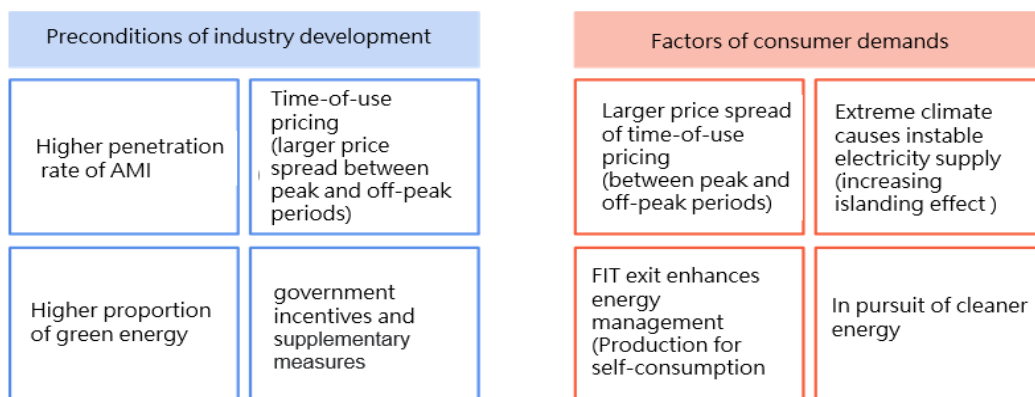 Preconditions of industry development
Factors of consumer demands
Higher penetration
rate of AMI
Time-of-use
pricing
(larger price
spread between
peak and off-peak
periods)
Larger price spread
of time-of-use
pricing
(between peak and
off-peak periods)
Extreme climate
causes instable
electricity supply
(increasing
islanding effect )
Higher proportion
of green energy
government
incentives and
supplementary
measures
FIT exit enhances
energy
management
(Production for
self-consumption
In pursuit of cleaner
energy